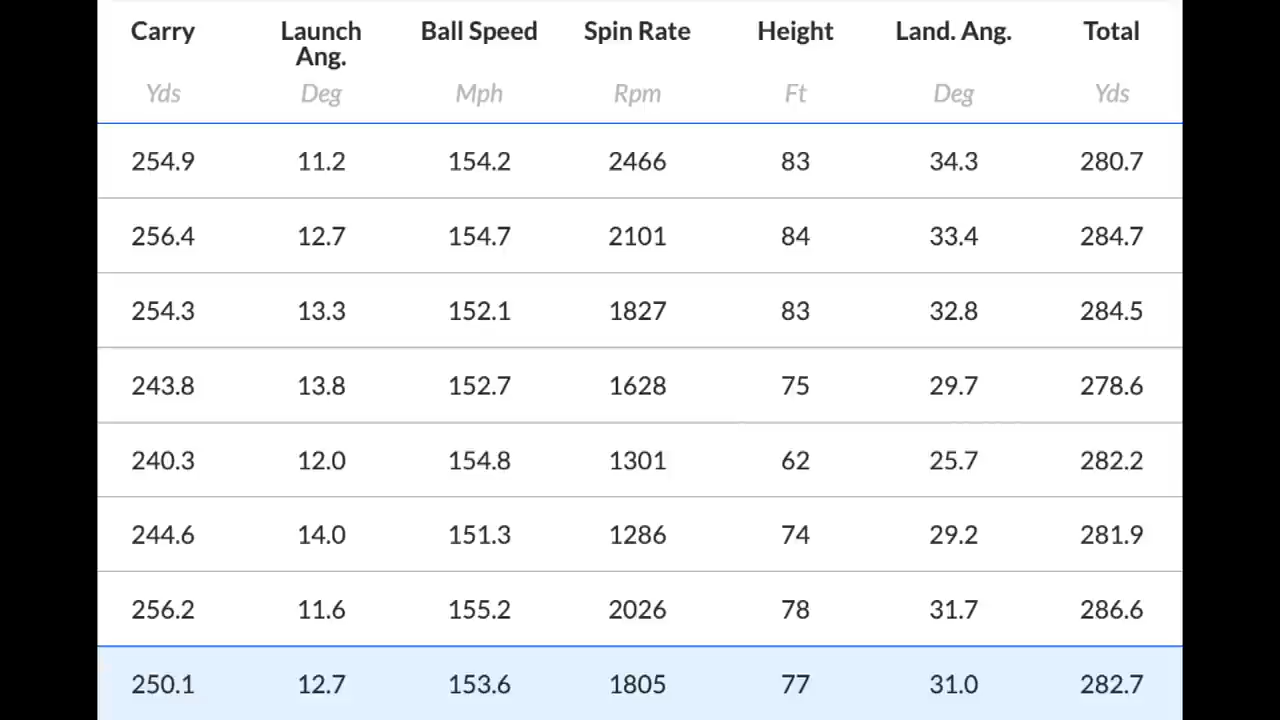 Carry Launch Ang. Ball Speed Spin Rate Height Land. Ang. Total
Yds Deg Mph Rpm Ft Deg Yds
254.9 11.2 154.2 2466 83 34.3 280.7
256.4 12.7 154.7 2101 84 33.4 284.7
254.3 13.3 152.1 1827 83 32.8 284.5
243.8 13.8 152.7 1628 75 29.7 278.6
240.3 12.0 154.8 1301 62 25.7 282.2
244.6 14.0 151.3 1286 74 29.2 281.9
256.2 11.6 155.2 2026 78 31.7 286.6
250.1 12.7 153.6 1805 77 31.0 282.7